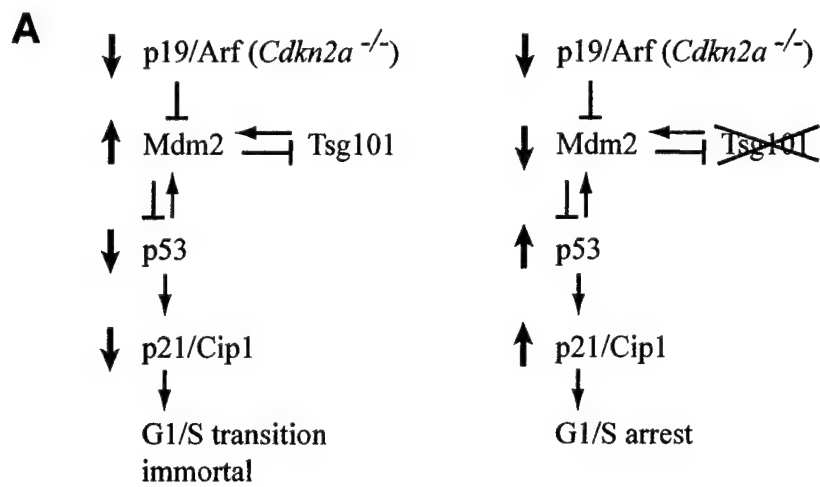 A
p19/Arf (Cdkn2a -/-)
Mdm2 Tsg101
p53
p21/Cip1
G1/S transition
immortal
p19/Arf (Cdkn2a -/-)
Mdm2 Tsg101
p53
p21/Cip1
G1/S arrest